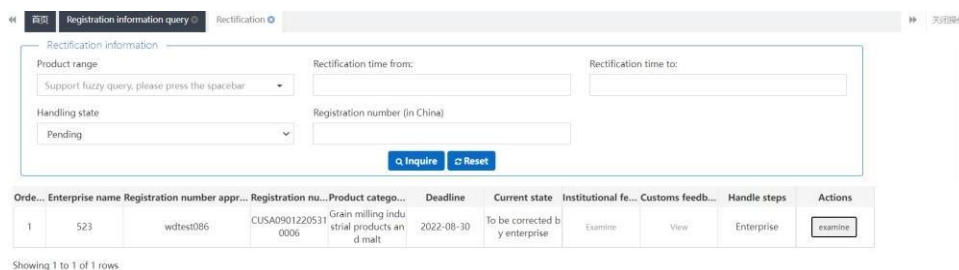 首页 Registration information query Rectification 关闭操
Rectification information
Product range Rectification time from: Rectification time to:
Support fuzzy query, please press the spacebar
Handling state Registration number (in China)
Pending
Inquire Reset
Orde... Enterprise name Registration number appr... Registration nu... Product catego... Deadline Current state Institutional fe... Customs feedb... Handle steps Actions
1 523 wdtest086 CUSA0901220531 Grain milling indu 2022-08-30 To be corrected b Examine View Enterprise examine
0006 strial products an y enterprise
d malt
Showing 1 to 1 of 1 rows